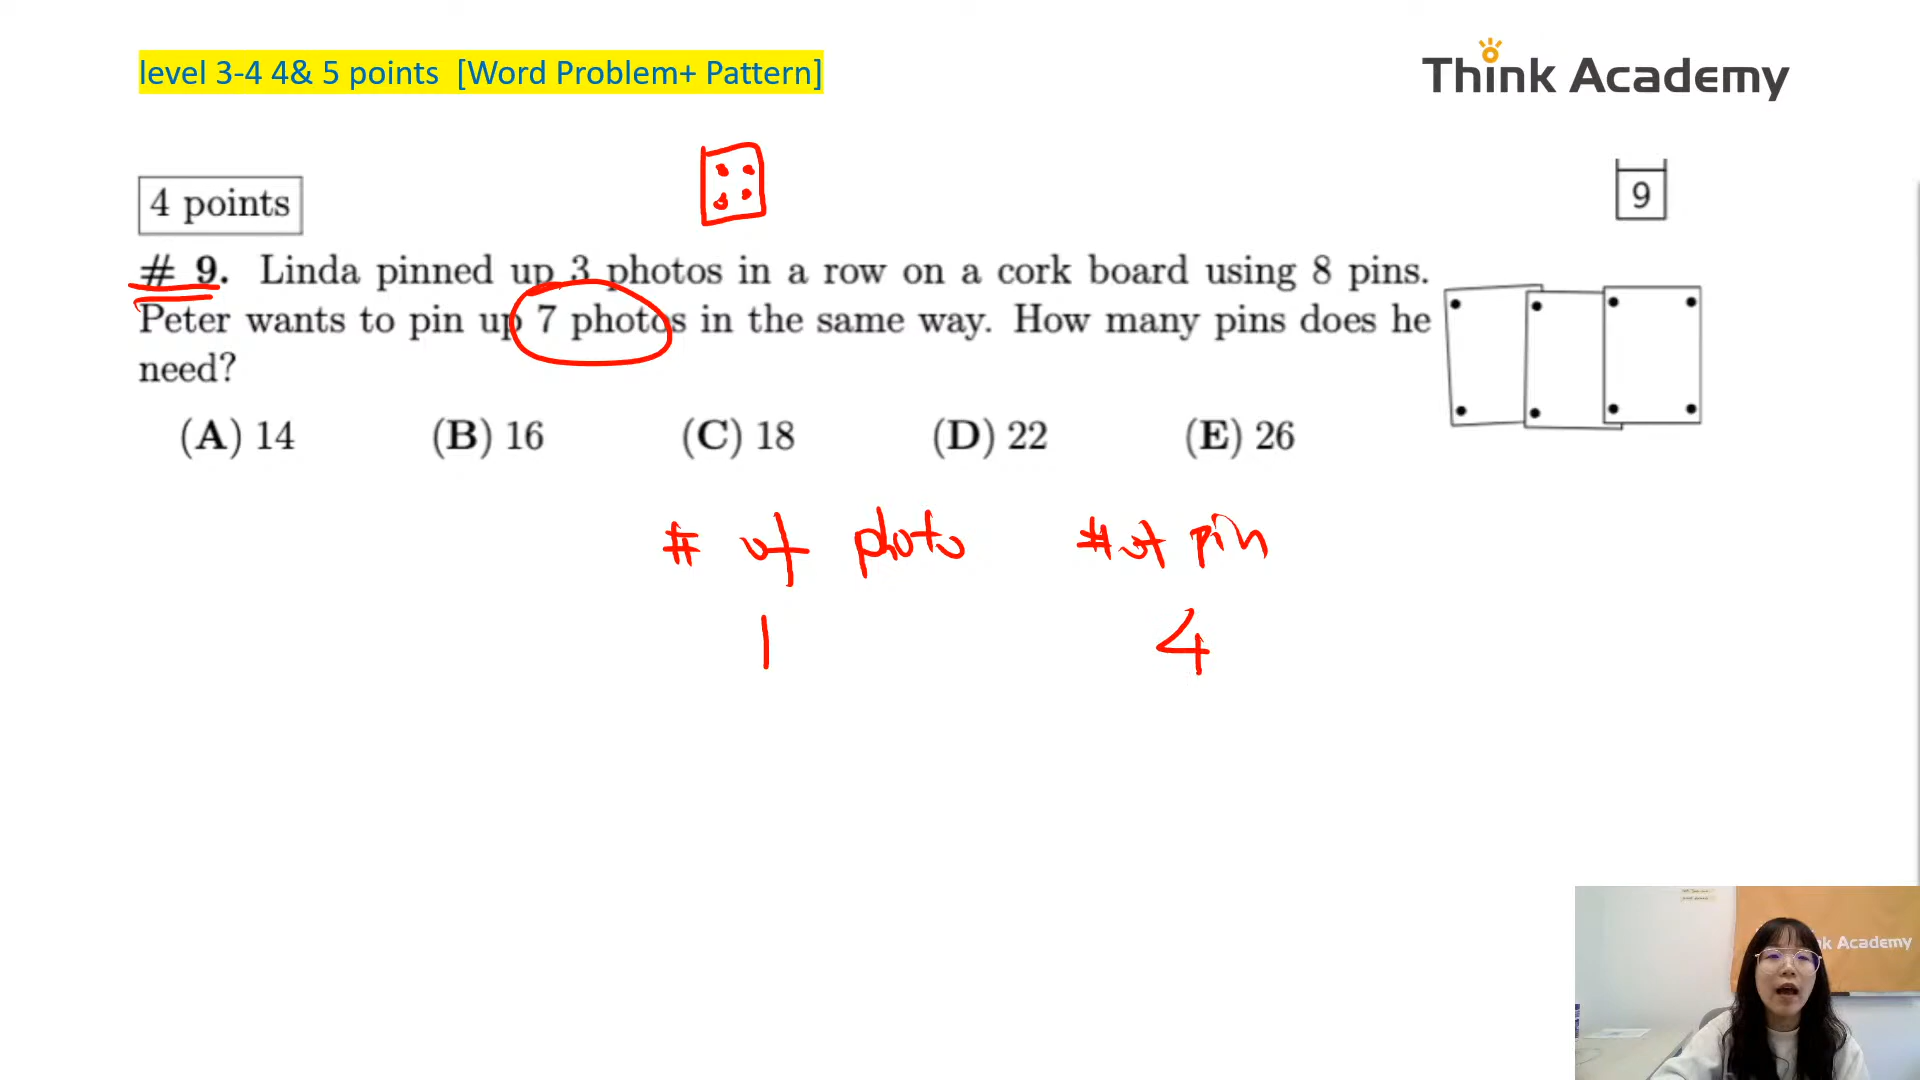 level 3-4 4& 5 points [Word Problem+ Pattern]
Think Academy
4 points
9
# 9. Linda pinned up 3 photos in a row on a cork board using 8 pins.
Peter wants to pin up 7 photos in the same way. How many pins does he
need?
(A) 14 (B) 16 (C) 18 (D) 22 (E) 26
# of photo # of pin
1 4
k Academy